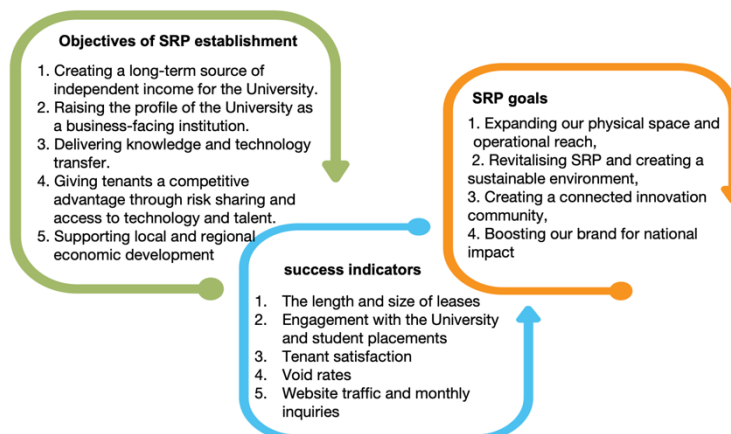 Objectives of SRP establishment
1. Creating a long-term source of
independent income for the University.
2. Raising the profile of the University as
a business-facing institution.
3. Delivering knowledge and technology
transfer.
4. Giving tenants a competitive
advantage through risk sharing and
access to technology and talent.
5. Supporting local and regional
economic development
success indicators
1. The length and size of leases
2. Engagement with the University
and student placements
3. Tenant satisfaction
4. Void rates
5. Website traffic and monthly
inquiries
SRP goals
1. Expanding our physical space and
operational reach,
2. Revitalising SRP and creating a
sustainable environment,
3. Creating a connected innovation
community,
4. Boosting our brand for national
impact